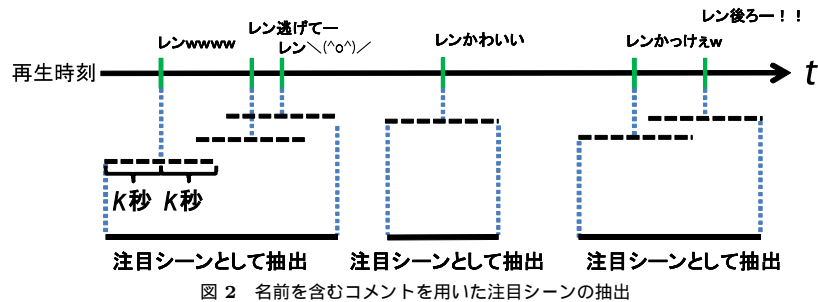 レン後ろー！！
レン逃げてー
レンwwww
レン＼(^o^)／
レンかわいい
レンかっけぇw
再生時刻
t
K秒 K秒
注目シーンとして抽出 注目シーンとして抽出 注目シーンとして抽出
図 2 名前を含むコメントを用いた注目シーンの抽出